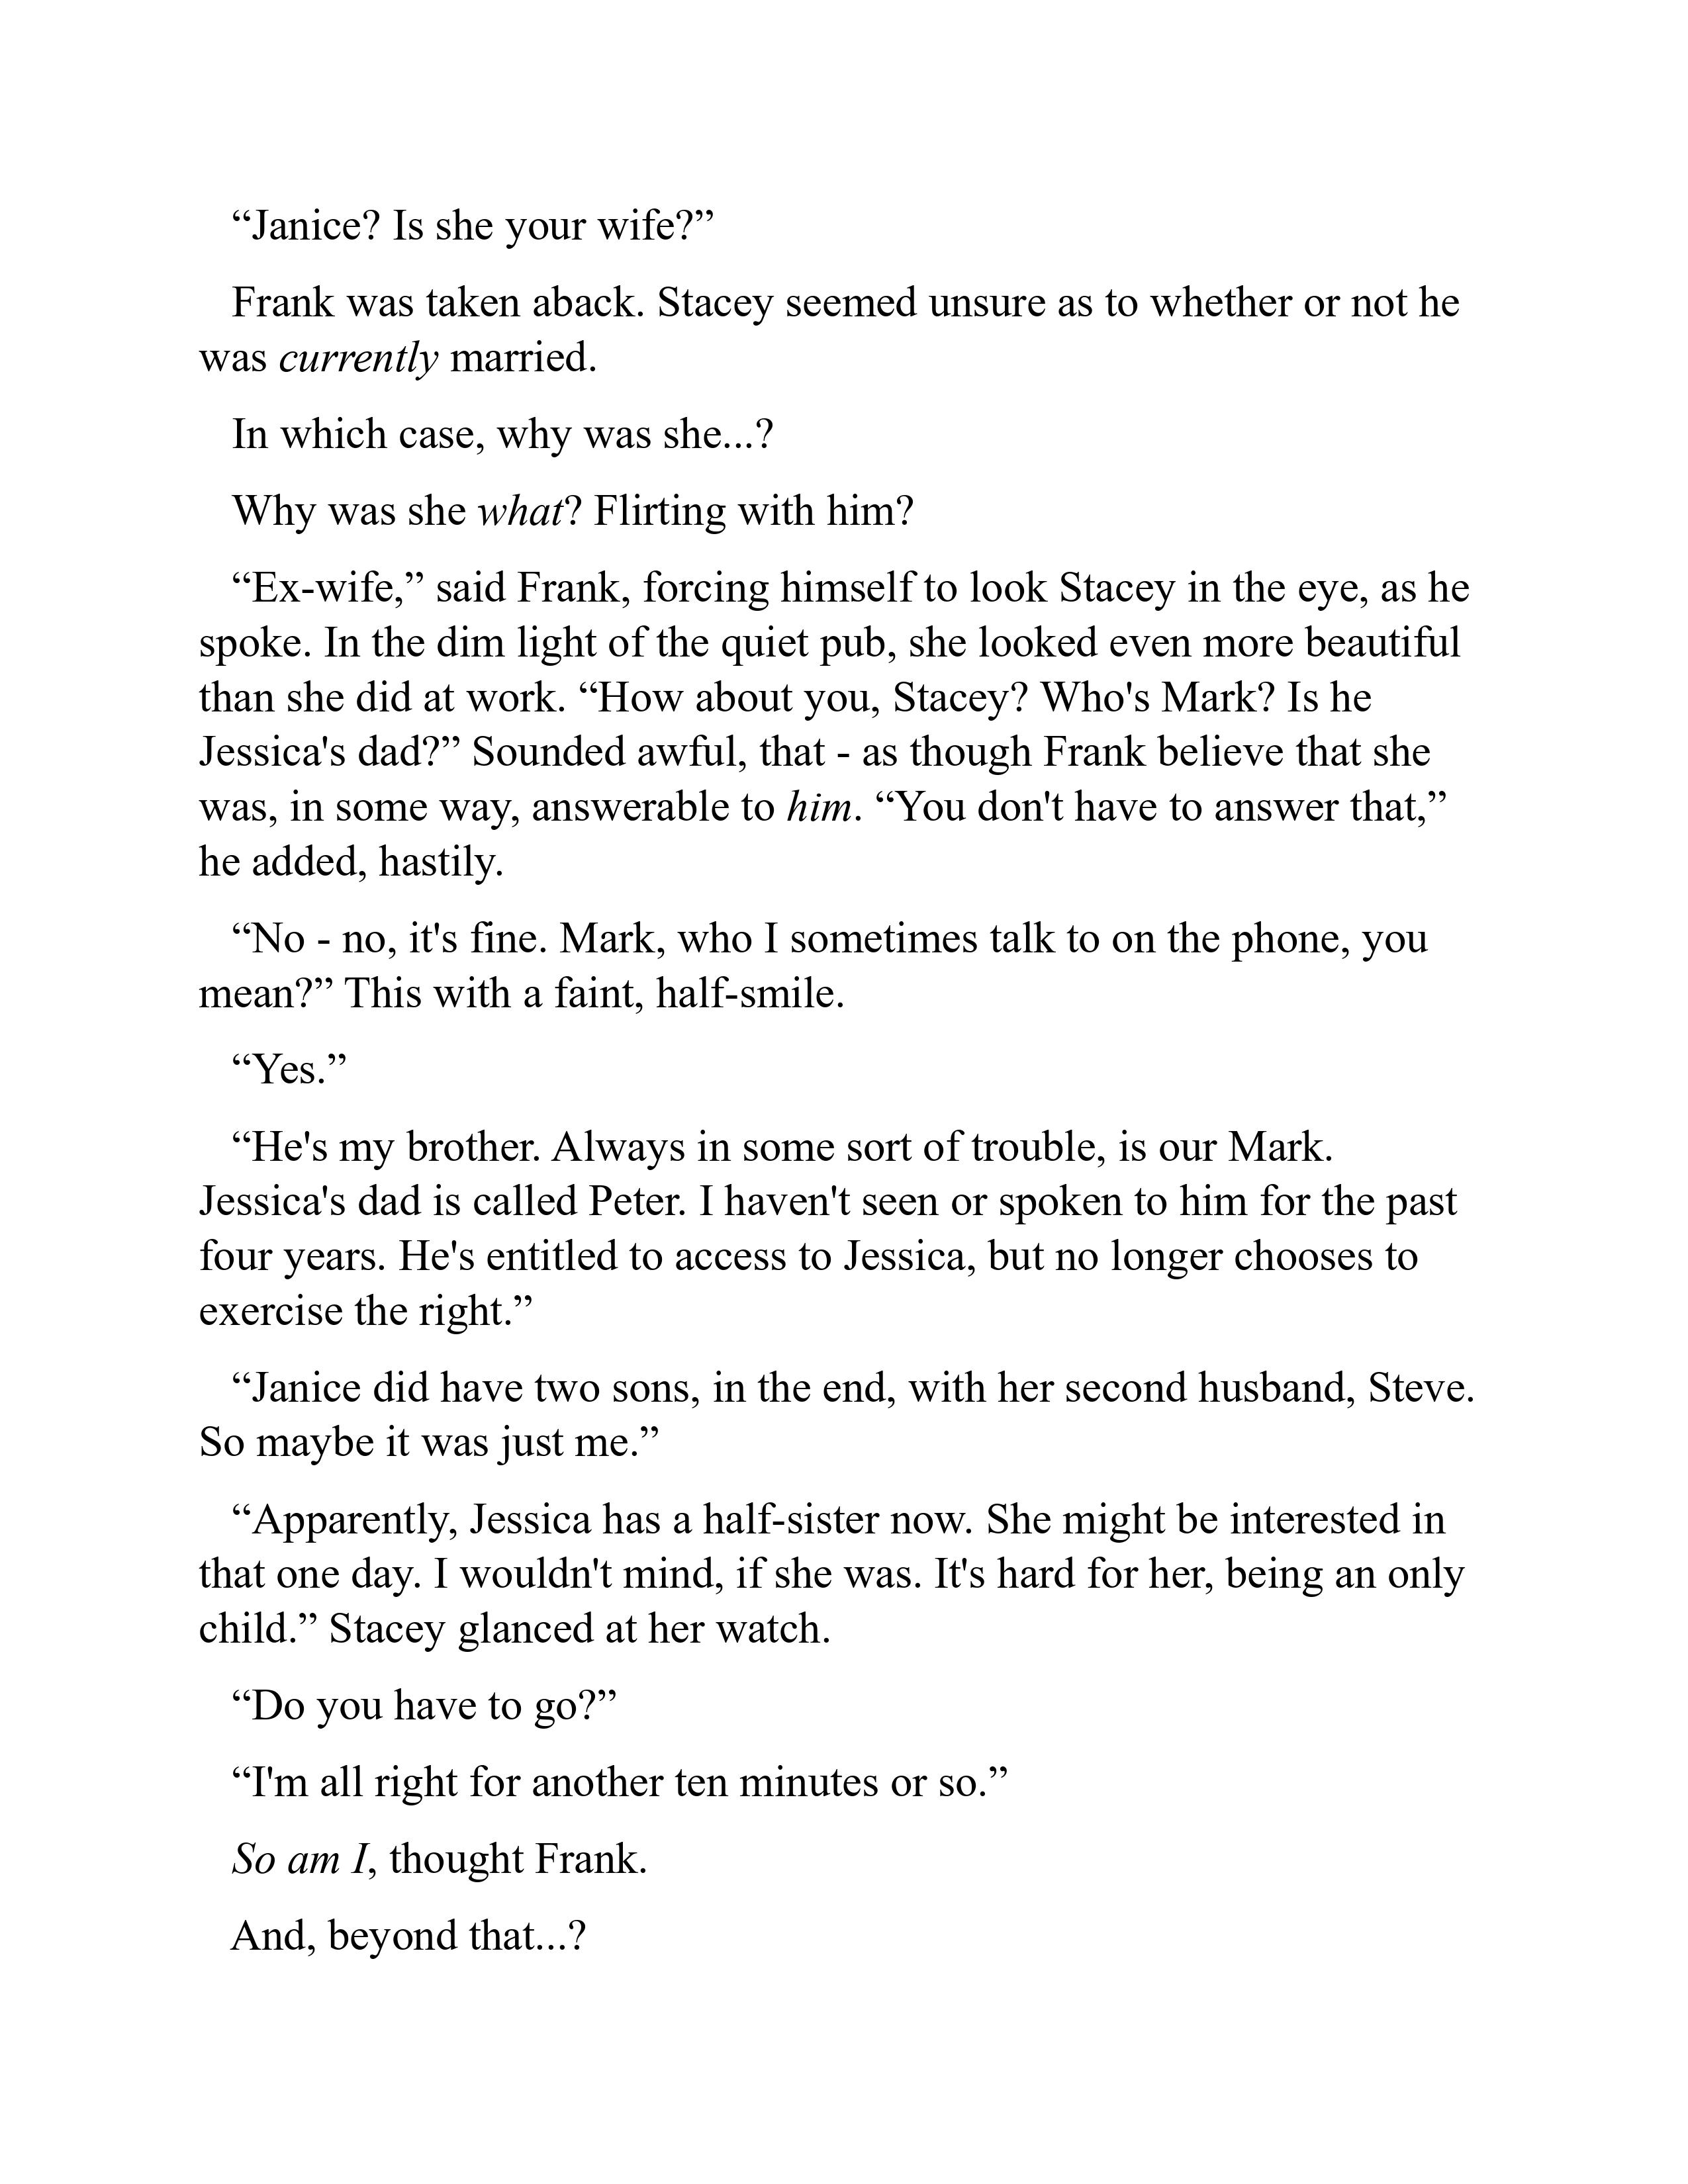 “Janice? Is she your wife?”
Frank was taken aback. Stacey seemed unsure as to whether or not he
was currently married.
In which case, why was she...?
Why was she what? Flirting with him?
“Ex-wife,” said Frank, forcing himself to look Stacey in the eye, as he
spoke. In the dim light of the quiet pub, she looked even more beautiful
than she did at work. “How about you, Stacey? Who's Mark? Is he
Jessica's dad?” Sounded awful, that - as though Frank believe that she
was, in some way, answerable to him. “You don't have to answer that,”
he added, hastily.
“No - no, it's fine. Mark, who I sometimes talk to on the phone, you
mean?” This with a faint, half-smile.
“Yes.”
“He's my brother. Always in some sort of trouble, is our Mark.
Jessica's dad is called Peter. I haven't seen or spoken to him for the past
four years. He's entitled to access to Jessica, but no longer chooses to
exercise the right.”
“Janice did have two sons, in the end, with her second husband, Steve.
So maybe it was just me.”
“Apparently, Jessica has a half-sister now. She might be interested in
that one day. I wouldn't mind, if she was. It's hard for her, being an only
child.” Stacey glanced at her watch.
“Do you have to go?”
“I'm all right for another ten minutes or so.”
So am I, thought Frank.
And, beyond that...?